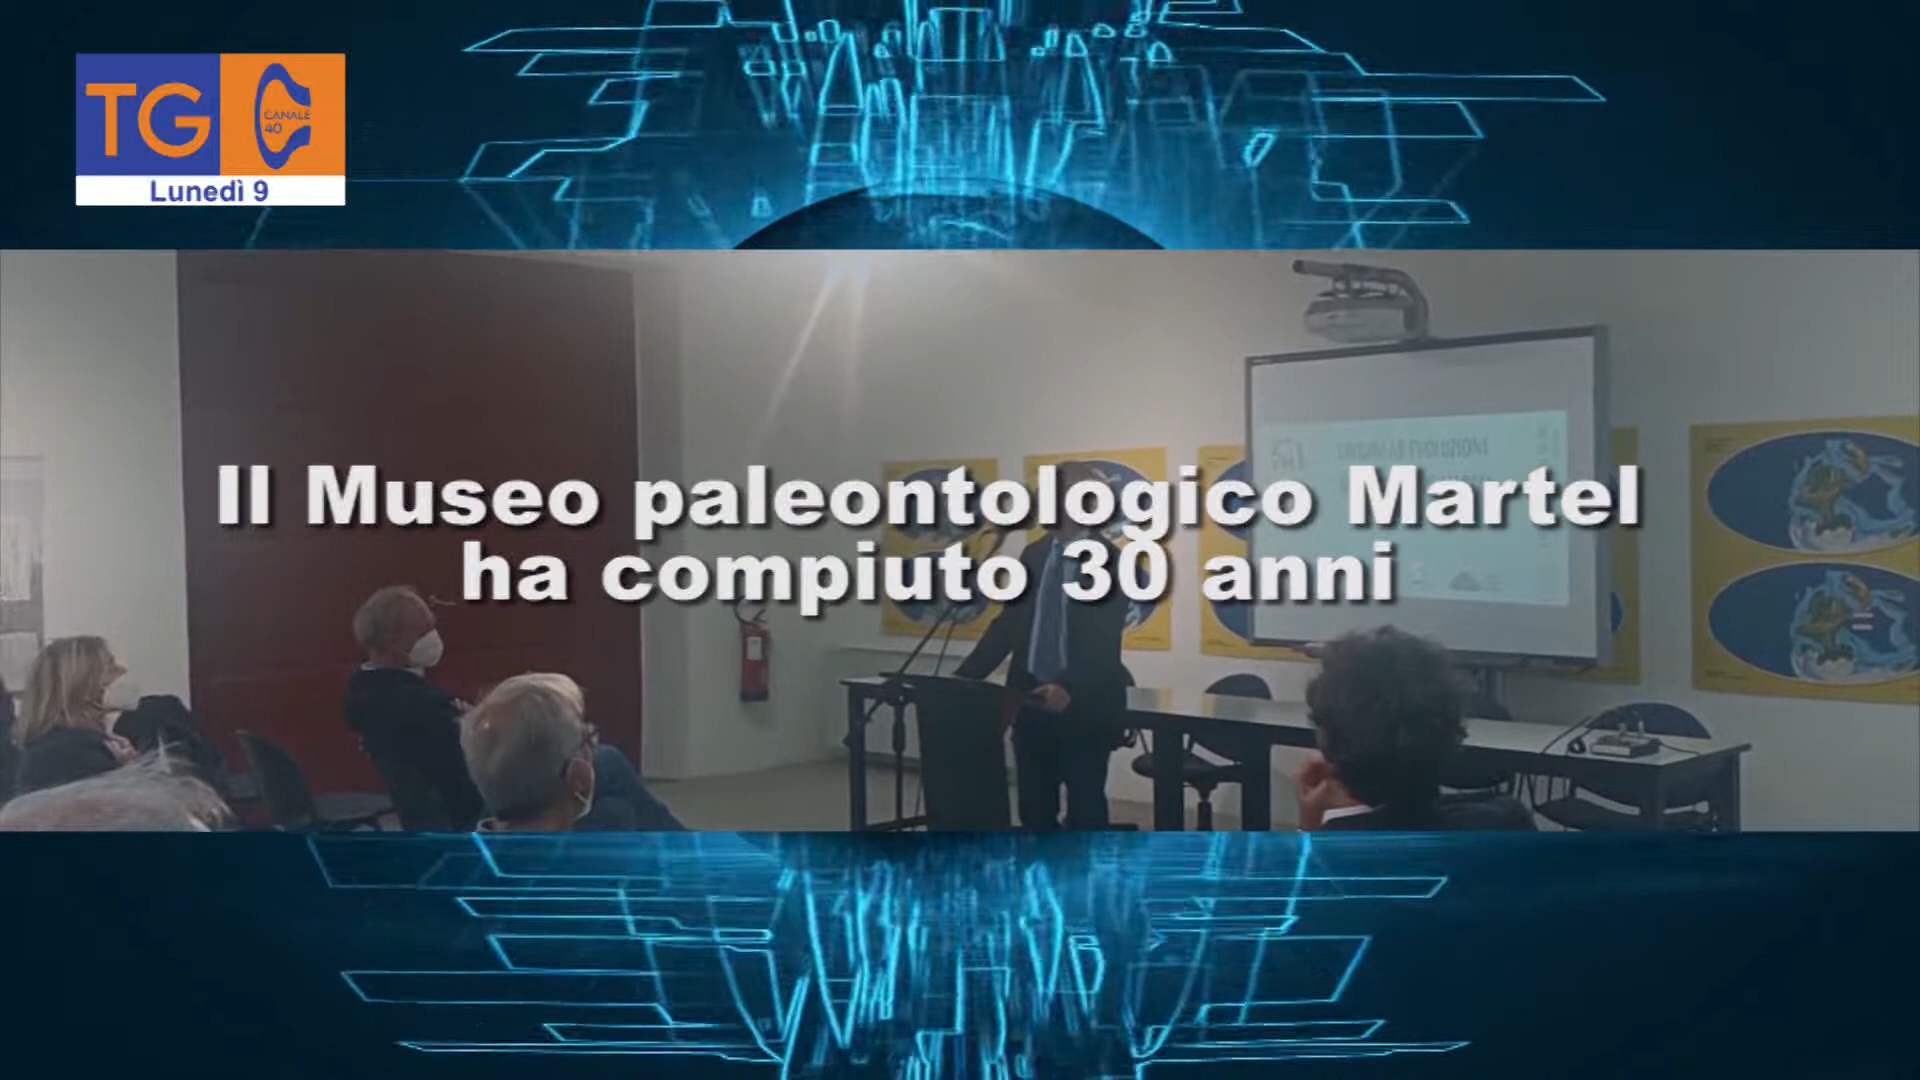 TG
CANALE
40
Lunedì 9
Il Museo paleontologico Martel
ha compiuto 30 anni